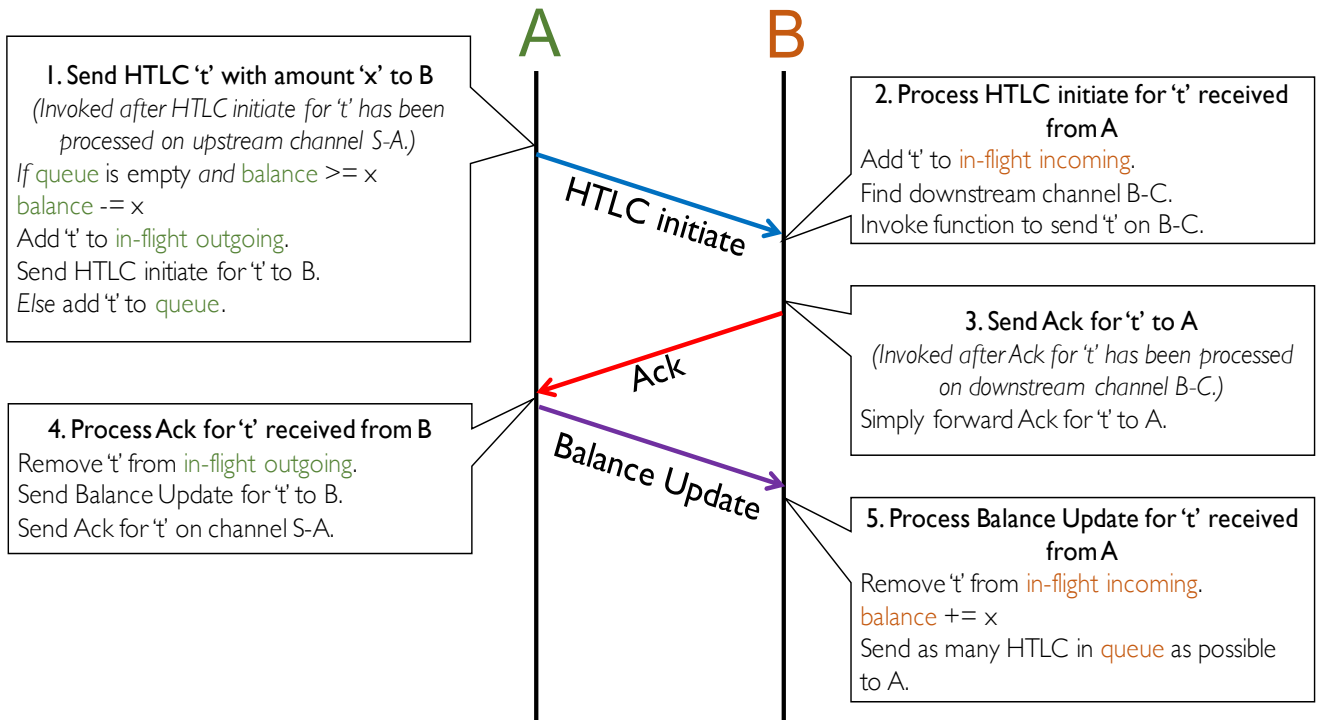 A
B
1. Send HTLC ‘t’ with amount ‘x’ to B
(Invoked after HTLC initiate for ‘t’ has been
processed on upstream channel S-A.)
If queue is empty and balance >= x
balance -= x
Add ‘t’ to in-flight outgoing.
Send HTLC initiate for ‘t’ to B.
Else add ‘t’ to queue.
HTLC initiate
2. Process HTLC initiate for ‘t’ received
from A
Add ‘t’ to in-flight incoming.
Find downstream channel B-C.
Invoke function to send ‘t’ on B-C.
3. Send Ack for ‘t’ to A
(Invoked after Ack for ‘t’ has been processed
on downstream channel B-C.)
Simply forward Ack for ‘t’ to A.
Ack
4. Process Ack for ‘t’ received from B
Remove ‘t’ from in-flight outgoing.
Send Balance Update for ‘t’ to B.
Send Ack for ‘t’ on channel S-A.
Balance Update
5. Process Balance Update for ‘t’ received
from A
Remove ‘t’ from in-flight incoming.
balance += x
Send as many HTLC in queue as possible
to A.